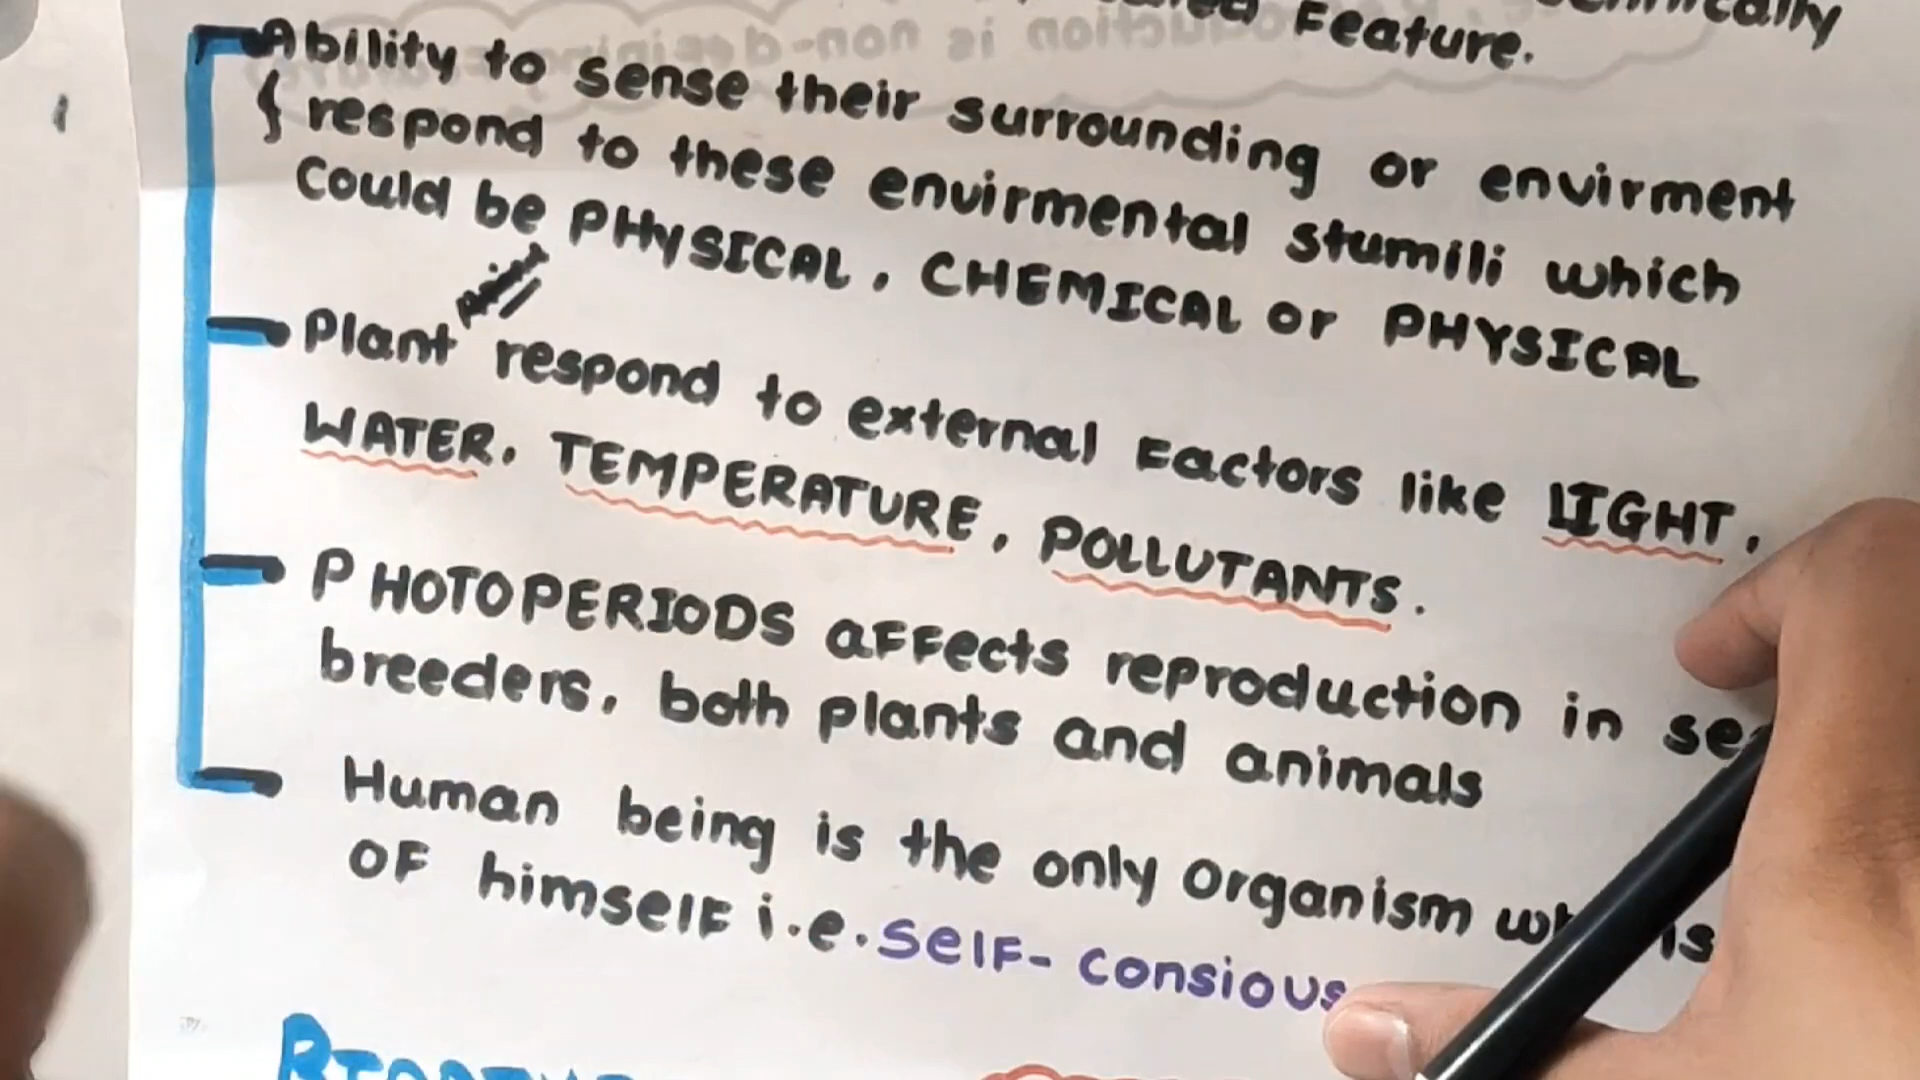 Feature.
Ability to sense their surrounding or envirment
& respond to these envirmental stumili which
Could be PHYSICAL, CHEMICAL or PHYSICAL
Plant respond to external Factors like LIGHT,
WATER, TEMPERATURE, POLLUTANTS.
PHOTOPERIODS aFFects reproduction in
breeders, both plants and animals
Human being is the only organism
OF himselF i.e. selF- consious